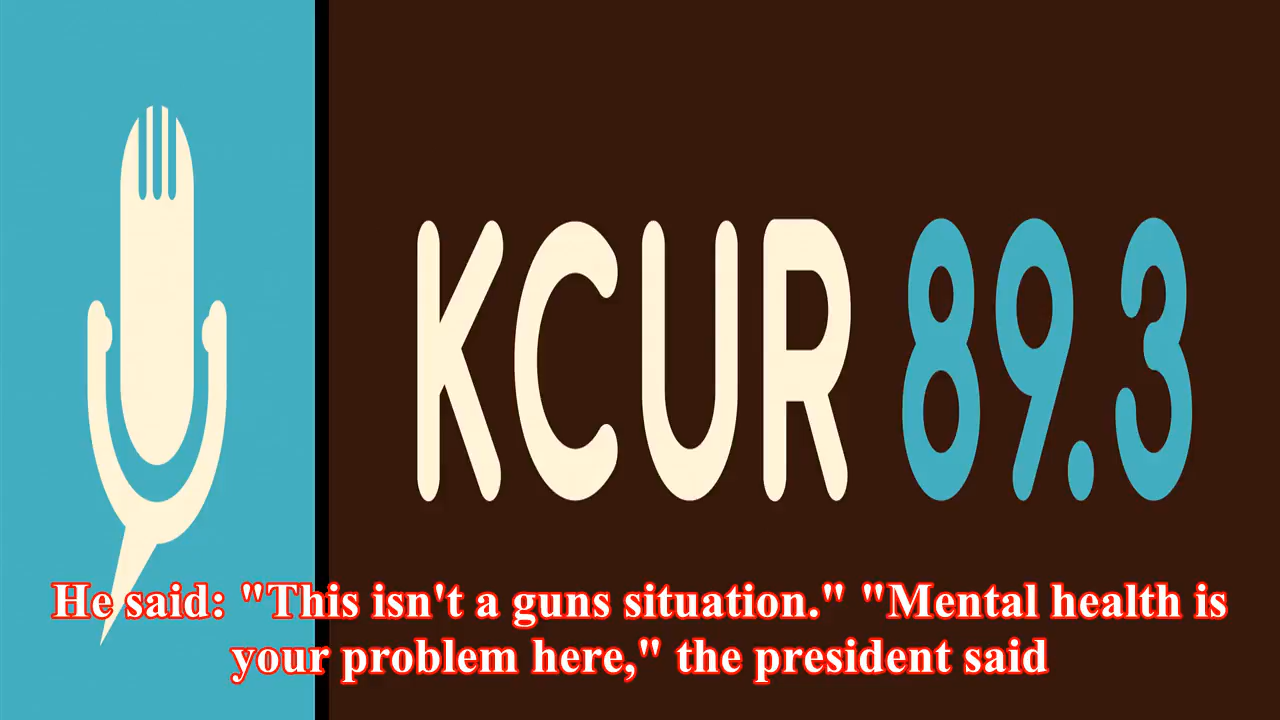 KCUR 89.3
He said: "This isn't a guns situation." "Mental health is
your problem here," the president said